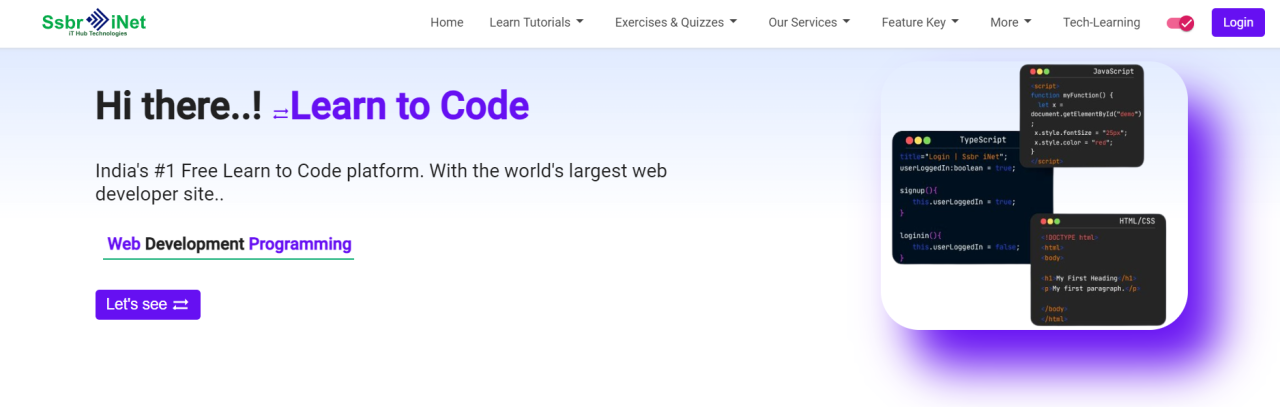 Ssbr iNet
iT Hub Technologies
Home Learn Tutorials Exercises & Quizzes Our Services Feature Key More Tech-Learning Login
Hi there..! Learn to Code
India's #1 Free Learn to Code platform. With the world's largest web
developer site..
Web Development Programming
Let's see
JavaScript
<script>
function myFunction() {
let x =
document.getElementById("demo")
;
x.style.fontSize = "25px";
x.style.color = "red";
}
</script>
TypeScript
title="Login | Ssbr iNet";
userLoggedIn:boolean = true;
signup(){
this.userLoggedIn = true;
}
loginin(){
this.userLoggedIn = false;
}
HTML/CSS
<!DOCTYPE html>
<html>
<body>
<h1>My First Heading</h1>
<p>My first paragraph.</p>
</body>
</html>